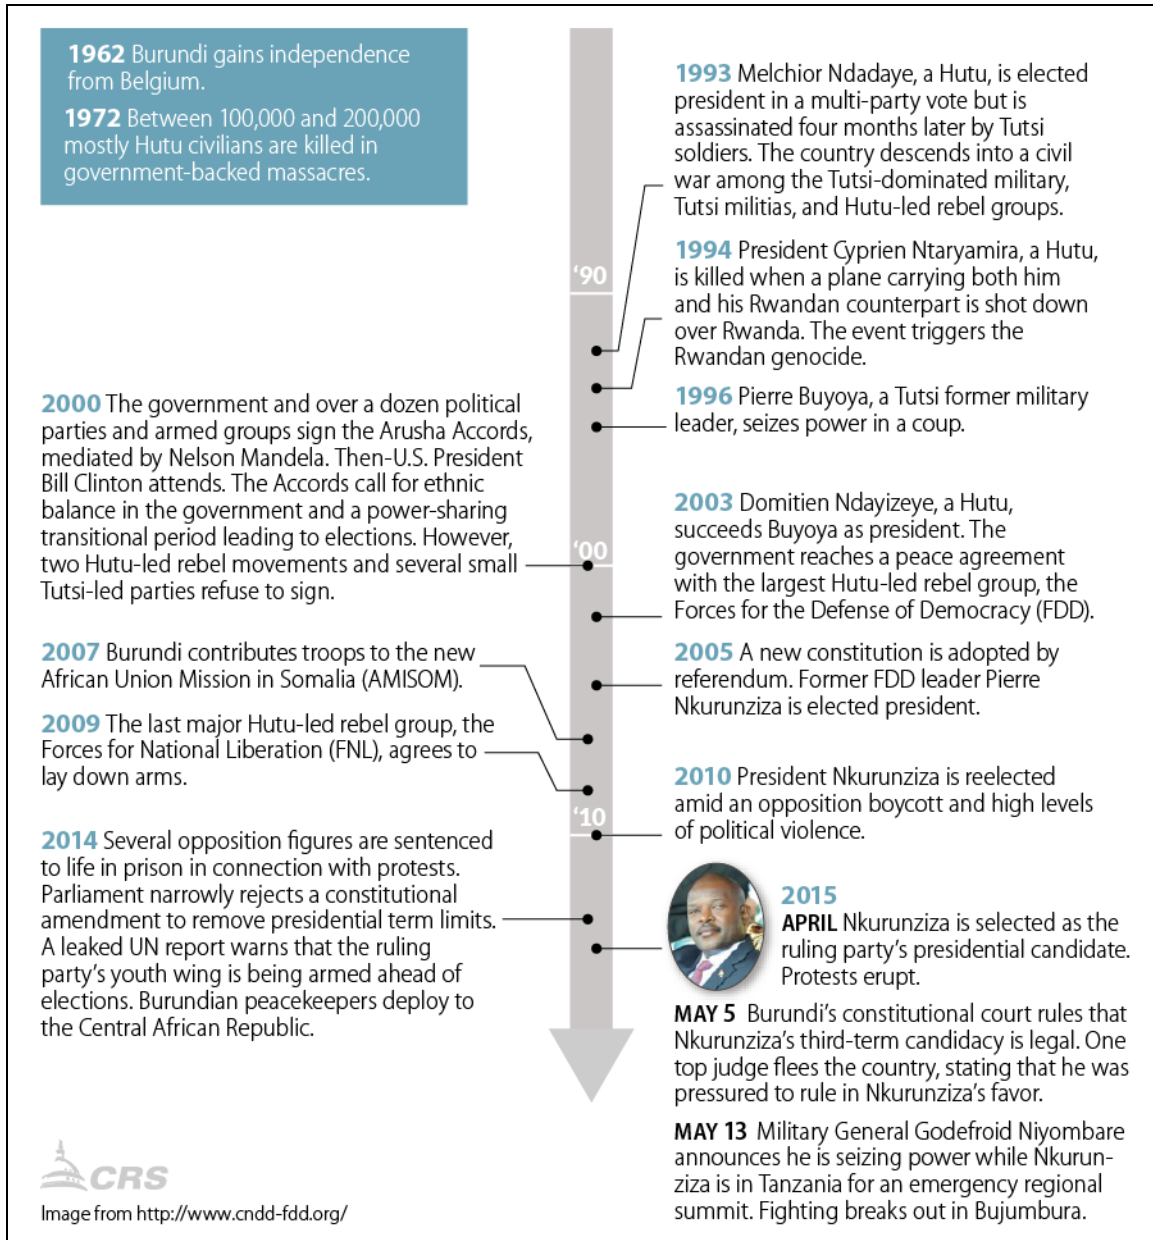 1962 Burundi gains independence
from Belgium.
1972 Between 100,000 and 200,000
mostly Hutu civilians are killed in
government-backed massacres.
1993 Melchior Ndadaye, a Hutu, is elected
president in a multi-party vote but is
assassinated four months later by Tutsi
soldiers. The country descends into a civil
war among the Tutsi-dominated military,
Tutsi militias, and Hutu-led rebel groups.
‘90
1994 President Cyprien Ntaryamira, a Hutu,
is killed when a plane carrying both him
and his Rwandan counterpart is shot down
over Rwanda. The event triggers the
Rwandan genocide.
1996 Pierre Buyoya, a Tutsi former military
leader, seizes power in a coup.
2000 The government and over a dozen political
parties and armed groups sign the Arusha Accords,
mediated by Nelson Mandela. Then-U.S. President
Bill Clinton attends. The Accords call for ethnic
balance in the government and a power-sharing
transitional period leading to elections. However,
two Hutu-led rebel movements and several small
Tutsi-led parties refuse to sign.
‘00
2003 Domitien Ndayizeye, a Hutu,
succeeds Buyoya as president. The
government reaches a peace agreement
with the largest Hutu-led rebel group, the
Forces for the Defense of Democracy (FDD).
2005 A new constitution is adopted by
referendum. Former FDD leader Pierre
Nkurunziza is elected president.
2007 Burundi contributes troops to the new
African Union Mission in Somalia (AMISOM).
2009 The last major Hutu-led rebel group, the
Forces for National Liberation (FNL), agrees to
lay down arms.
‘10
2010 President Nkurunziza is reelected
amid an opposition boycott and high levels
of political violence.
2014 Several opposition figures are sentenced
to life in prison in connection with protests.
Parliament narrowly rejects a constitutional
amendment to remove presidential term limits.
A leaked UN report warns that the ruling
party’s youth wing is being armed ahead of
elections. Burundian peacekeepers deploy to
the Central African Republic.
2015
APRIL Nkurunziza is selected as the
ruling party’s presidential candidate.
Protests erupt.
MAY 5 Burundi’s constitutional court rules that
Nkurunziza’s third-term candidacy is legal. One
top judge flees the country, stating that he was
pressured to rule in Nkurunziza’s favor.
MAY 13 Military General Godefroid Niyombare
announces he is seizing power while Nkurun-
ziza is in Tanzania for an emergency regional
summit. Fighting breaks out in Bujumbura.
CRS
Image from http://www.cndd-fdd.org/